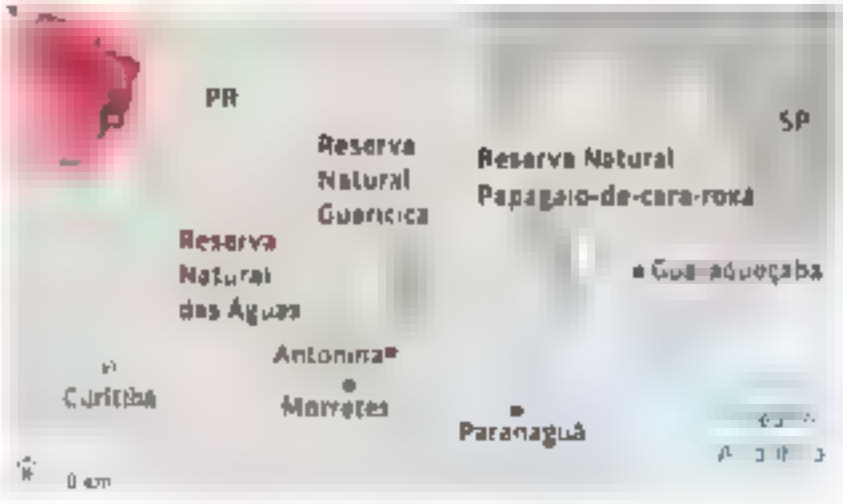 PR
SP
Reserva
Natural
Guaricica
Reserva Natural
Papagaio-de-cara-roxa
Reserva
Natural
das Águas
Guaraqueçaba
Antonina
Curitiba
Morretes
Paranaguá